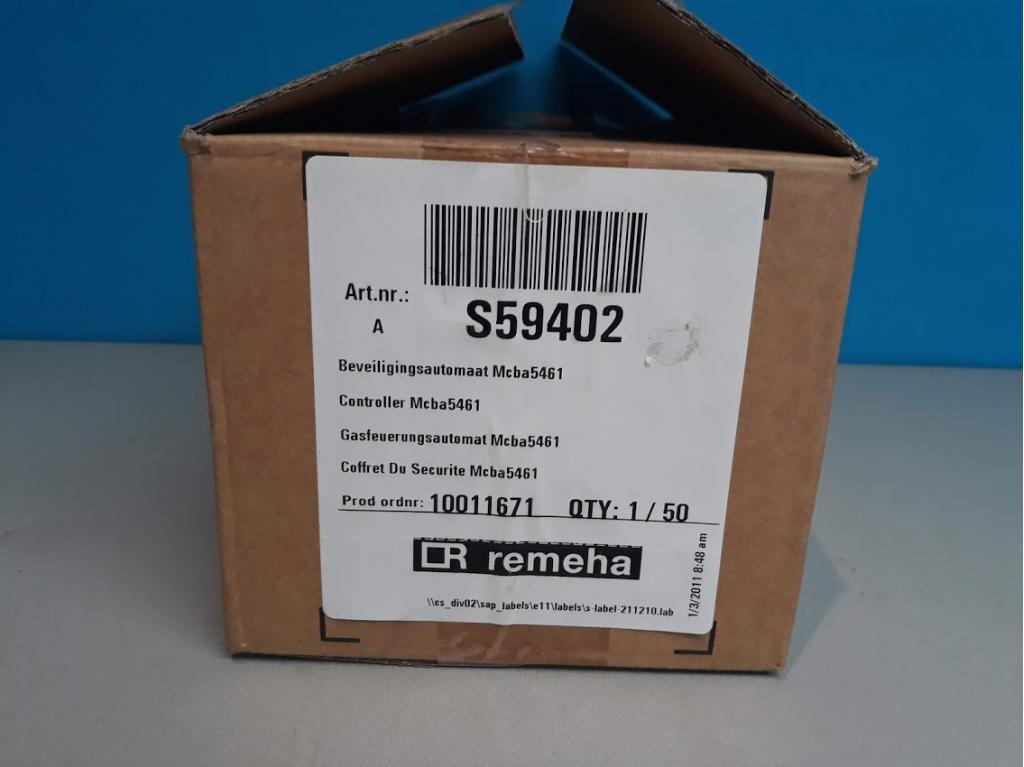 Art.nr.:
A
S59402
Beveiligingsautomaat Mcba5461
Controller Mcba5461
Gasfeuerungsautomat Mcba5461
Coffret Du Securite Mcba5461
Prod ordnr: 10011671 QTY: 1 / 50
R remeha
1/3/2011 8:48 am
\\cs_div02\sap_labels\e11\labels\s-label-211210.lab